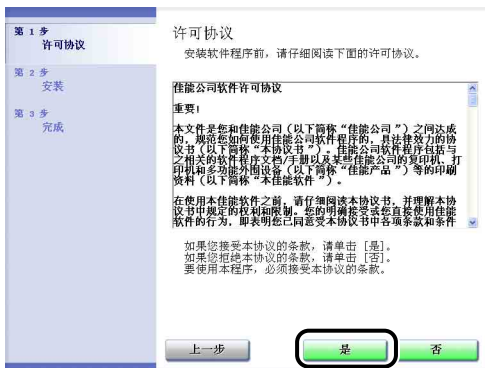 第 1 步
许可协议
第 2 步
安装
第 3 步
完成
许可协议
安装软件程序前，请仔细阅读下面的许可协议。
佳能公司软件许可协议
重要!
本文件是您和佳能公司（以下简称“佳能公司”）之间达成
的，规范您如何使用佳能公司软件程序的，具法律效力的协
议书（以下简称“本协议书”）。佳能公司软件程序包括与
之相关的软件程序文档/手册以及某些佳能公司的复印机、打
印机和多功能外围设备（以下简称“佳能产品”）等的印刷
资料（以下简称“本佳能软件”）。
在使用本佳能软件之前，请仔细阅读本协议书，并理解本协
议书中规定的权利和限制。您的明确接受或您直接使用佳能
软件的行为，即表明您已同意受本协议书中各项条款和条件
如果您接受本协议的条款，请单击 [是]。
如果您拒绝本协议的条款，请单击 [否]。
要使用本程序，必须接受本协议的条款。
上一步
是
否